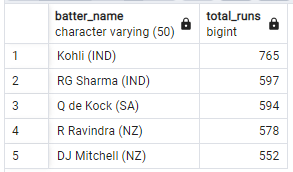 batter_name total_runs
character varying (50) bigint
1 Kohli (IND) 765
2 RG Sharma (IND) 597
3 Q de Kock (SA) 594
4 R Ravindra (NZ) 578
5 DJ Mitchell (NZ) 552